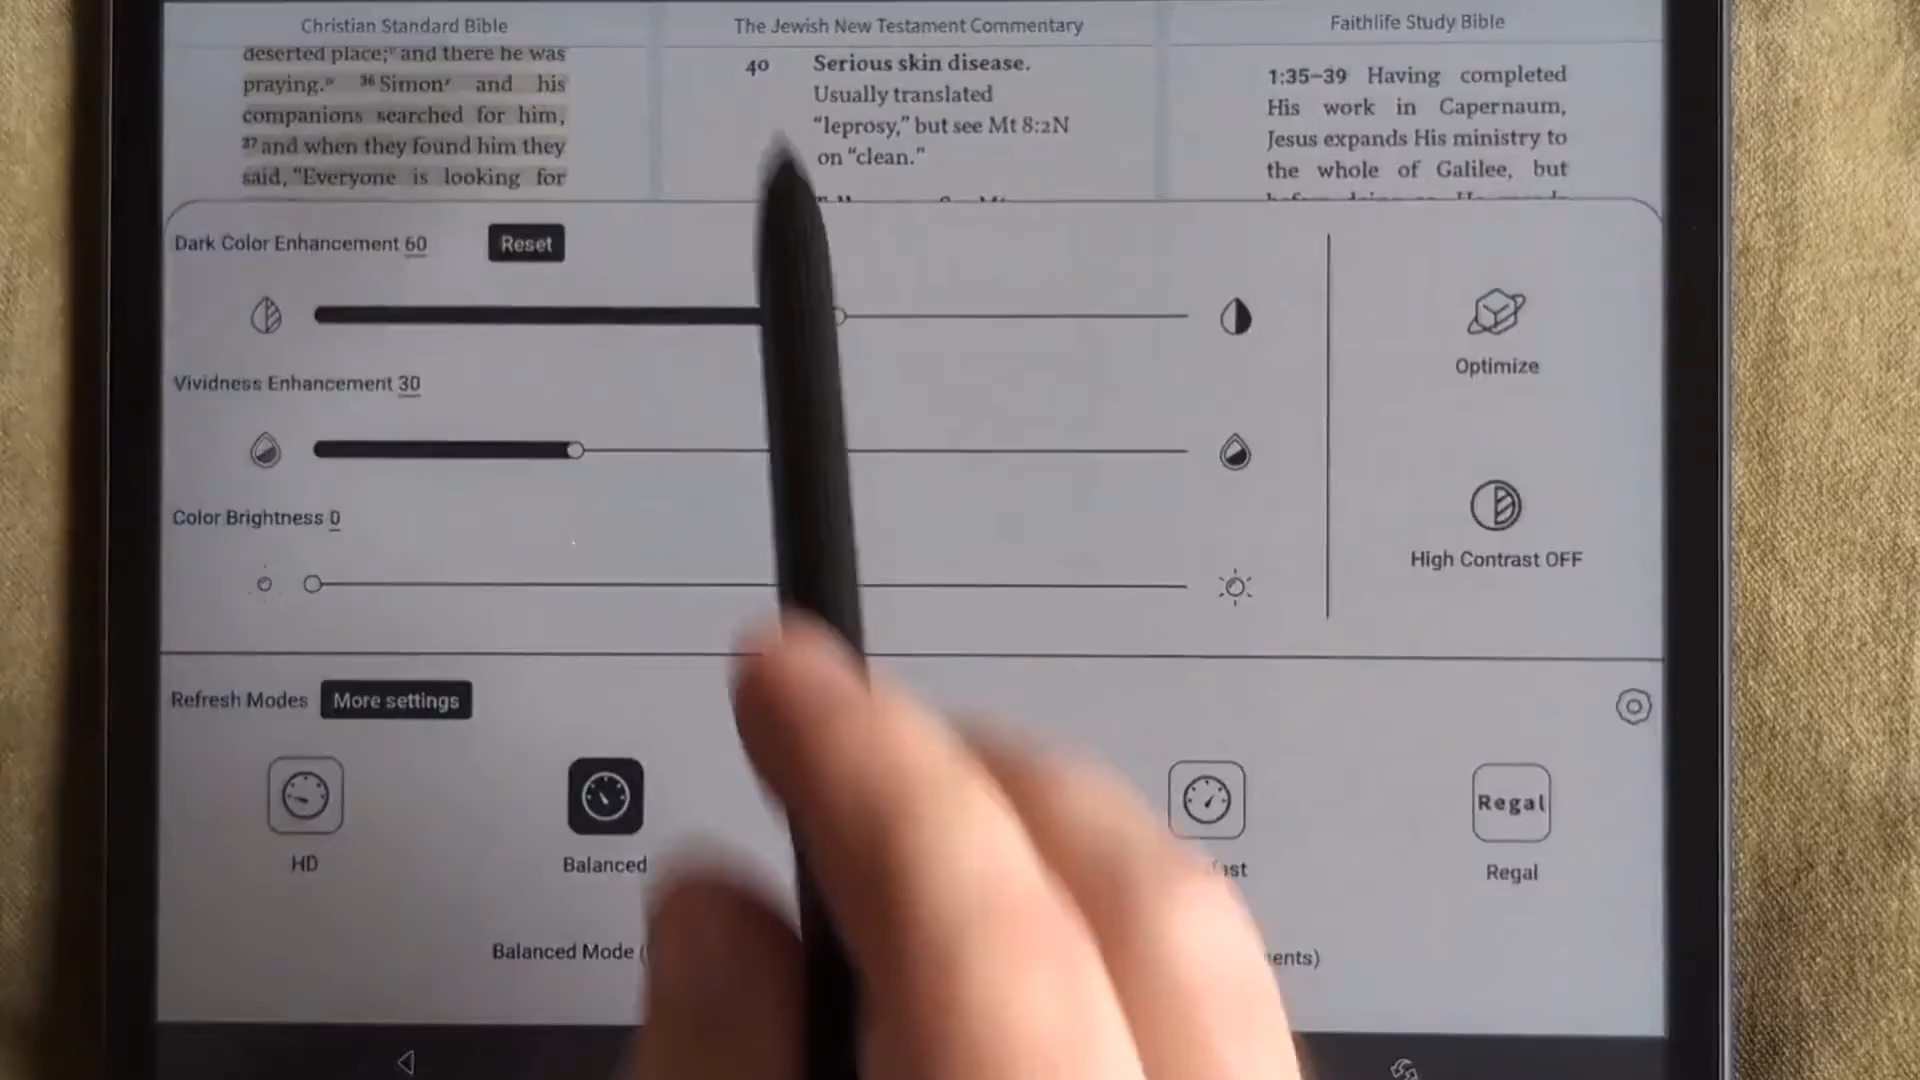 Christian Standard Bible
deserted place; and there he was
praying. 36 Simon and his
companions searched for him,
37 and when they found him they
said, "Everyone is looking for
The Jewish New Testament Commentary
40 Serious skin disease.
Usually translated
"leprosy," but see Mt 8:2N
on "clean."
Faithlife Study Bible
1:35–39 Having completed
His work in Capernaum,
Jesus expands His ministry to
the whole of Galilee, but
Dark Color Enhancement 60
Reset
Vividness Enhancement 30
Color Brightness 0
Optimize
High Contrast OFF
Refresh Modes
More settings
HD
Balanced
Regal
Regal
Balanced Mode (